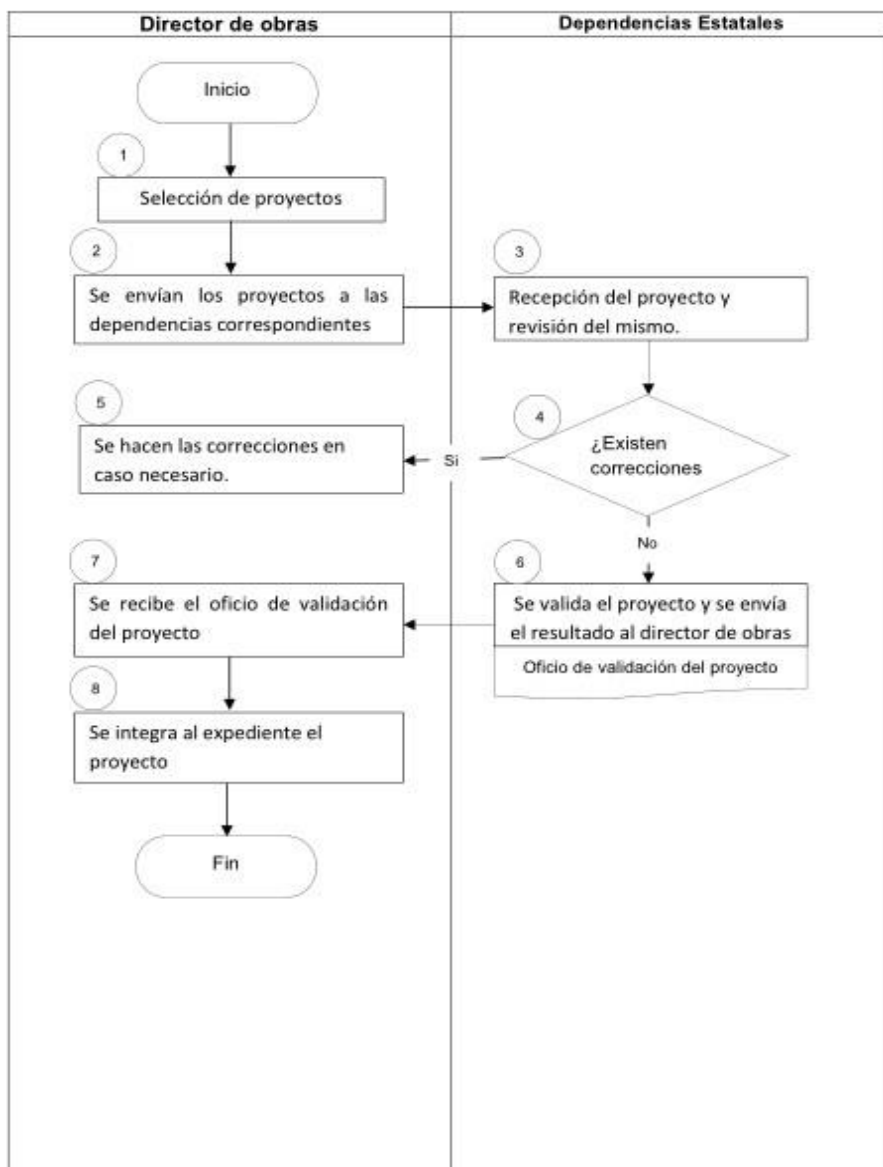 Director de obras
Dependencias Estatales
Inicio
1
Selección de proyectos
2
Se envían los proyectos a las
dependencias correspondientes
3
Recepción del proyecto y
revisión del mismo.
4
¿Existen
correcciones
Si
5
Se hacen las correcciones en
caso necesario.
No
6
Se valida el proyecto y se envía
el resultado al director de obras
Oficio de validación del proyecto
7
Se recibe el oficio de validación
del proyecto
8
Se integra al expediente el
proyecto
Fin